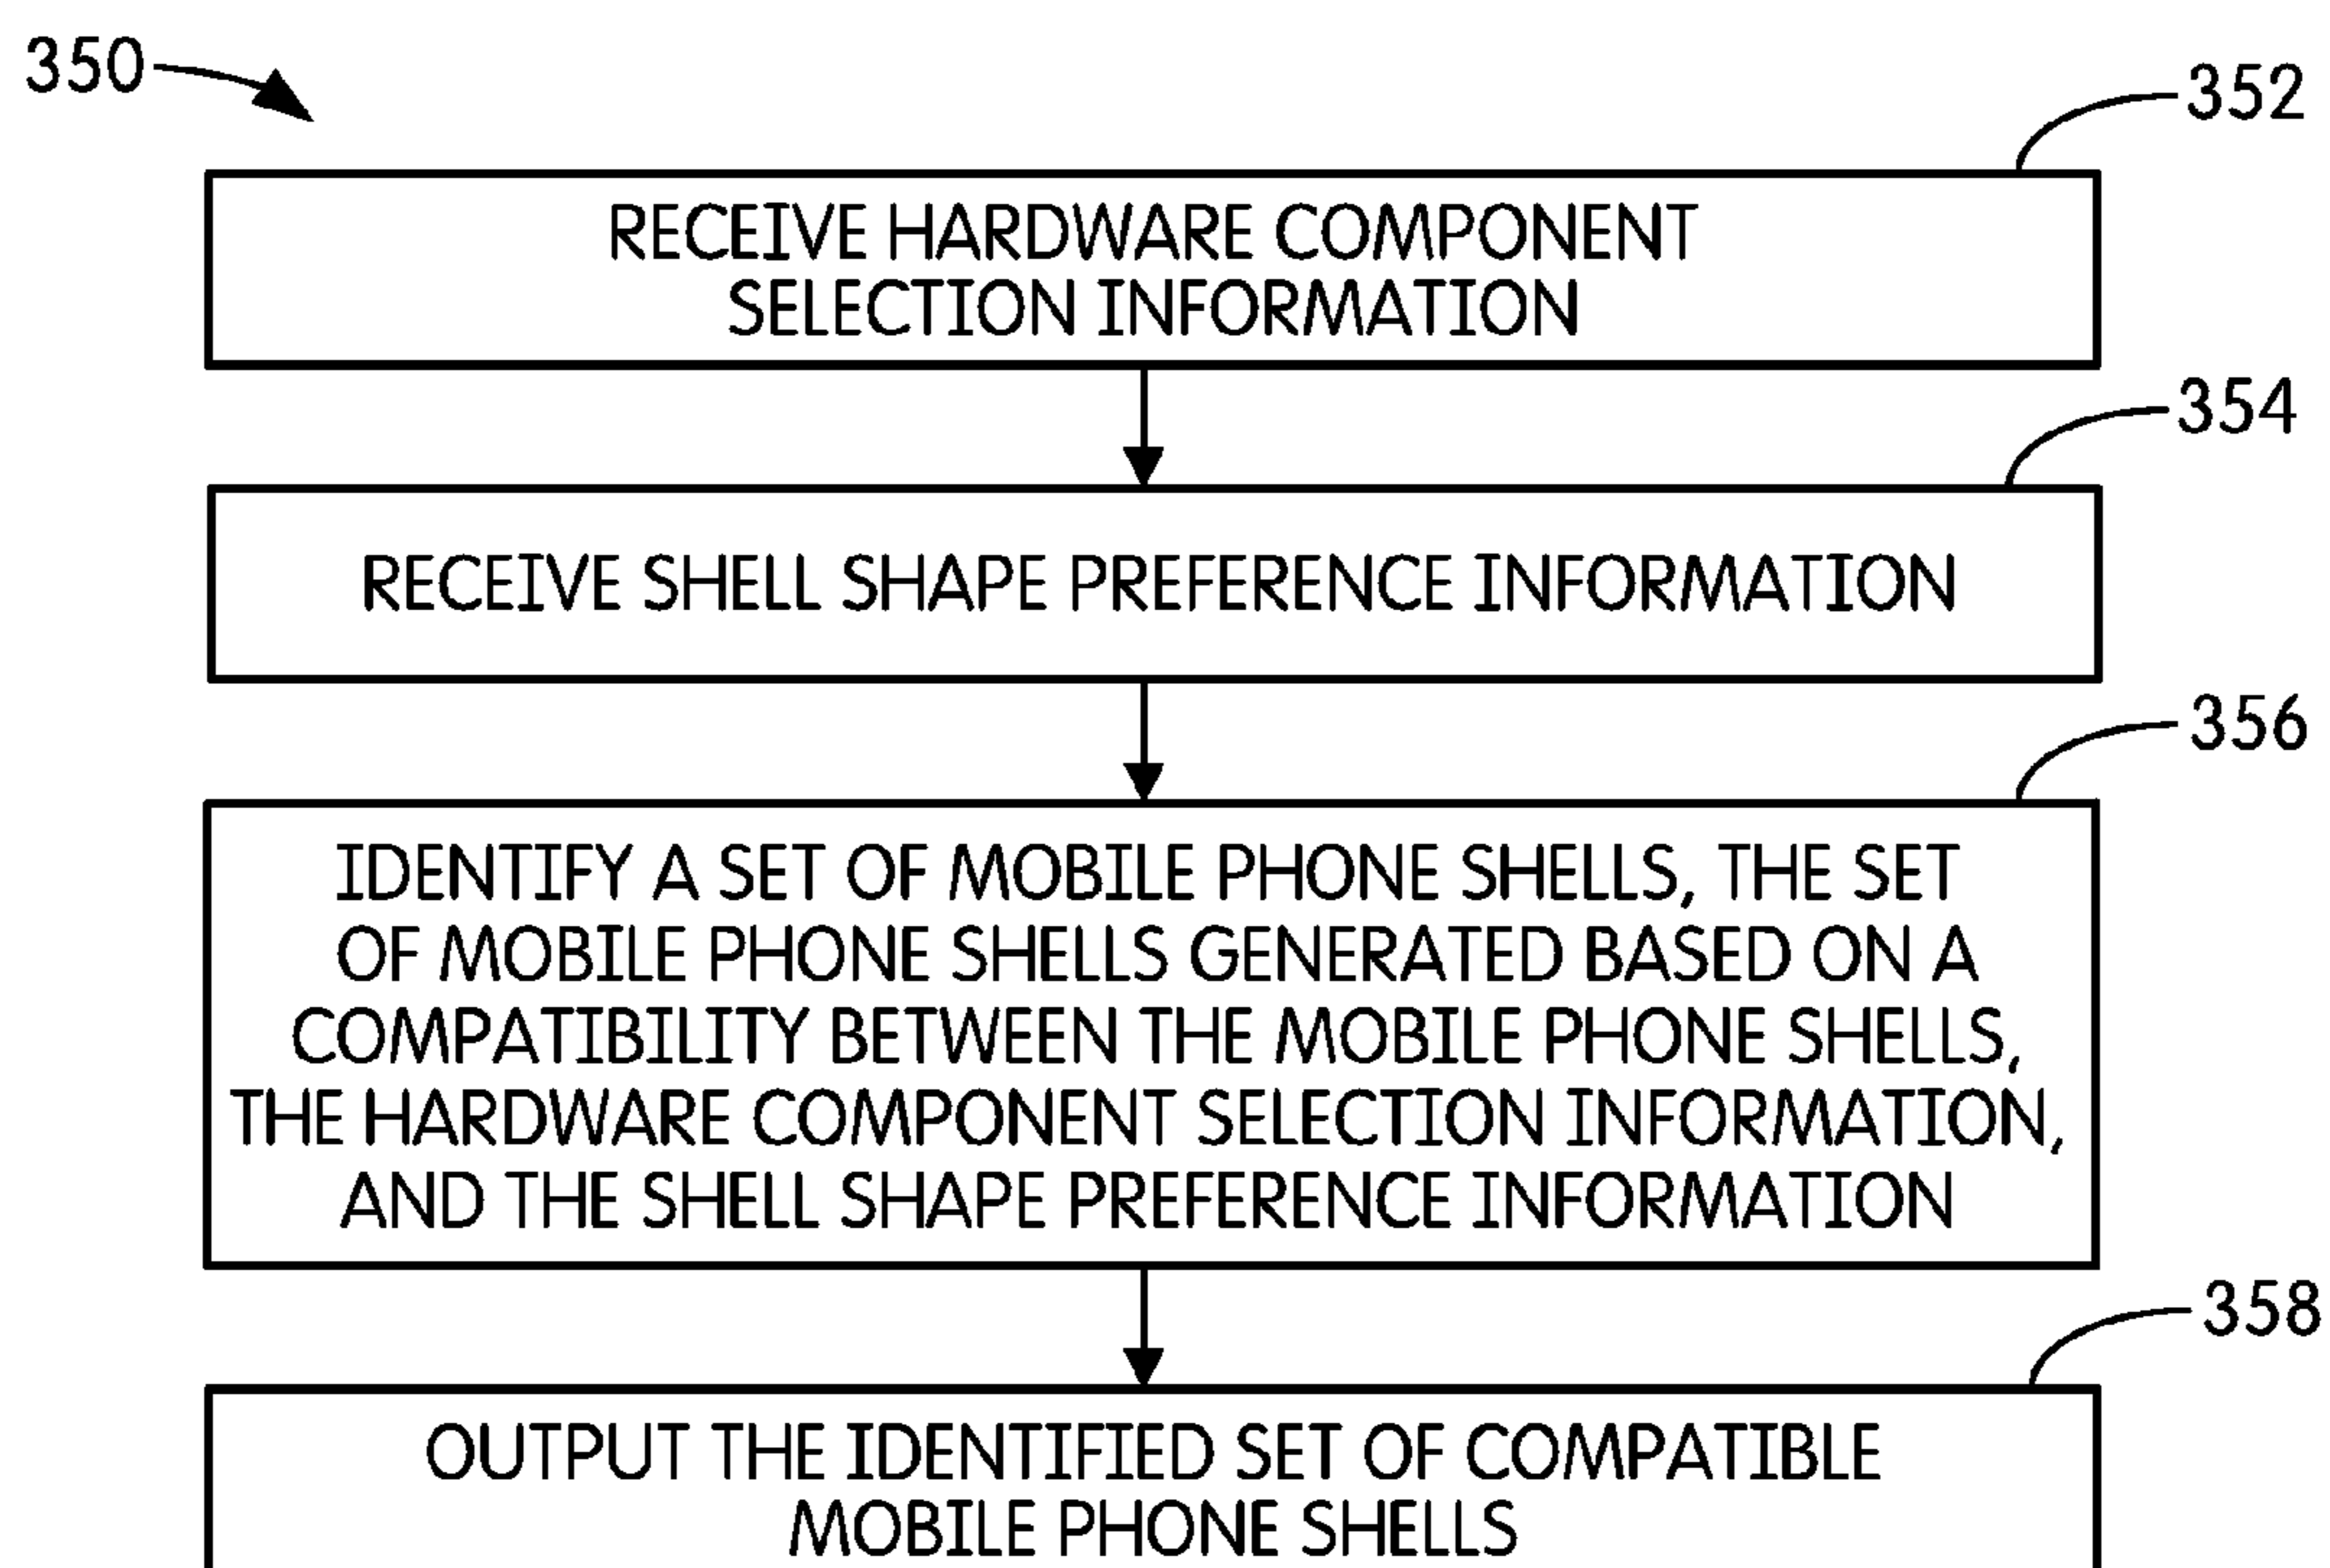 350
352
RECEIVE HARDWARE COMPONENT
SELECTION INFORMATION
354
RECEIVE SHELL SHAPE PREFERENCE INFORMATION
356
IDENTIFY A SET OF MOBILE PHONE SHELLS, THE SET
OF MOBILE PHONE SHELLS GENERATED BASED ON A
COMPATIBILITY BETWEEN THE MOBILE PHONE SHELLS,
THE HARDWARE COMPONENT SELECTION INFORMATION,
AND THE SHELL SHAPE PREFERENCE INFORMATION
358
OUTPUT THE IDENTIFIED SET OF COMPATIBLE
MOBILE PHONE SHELLS